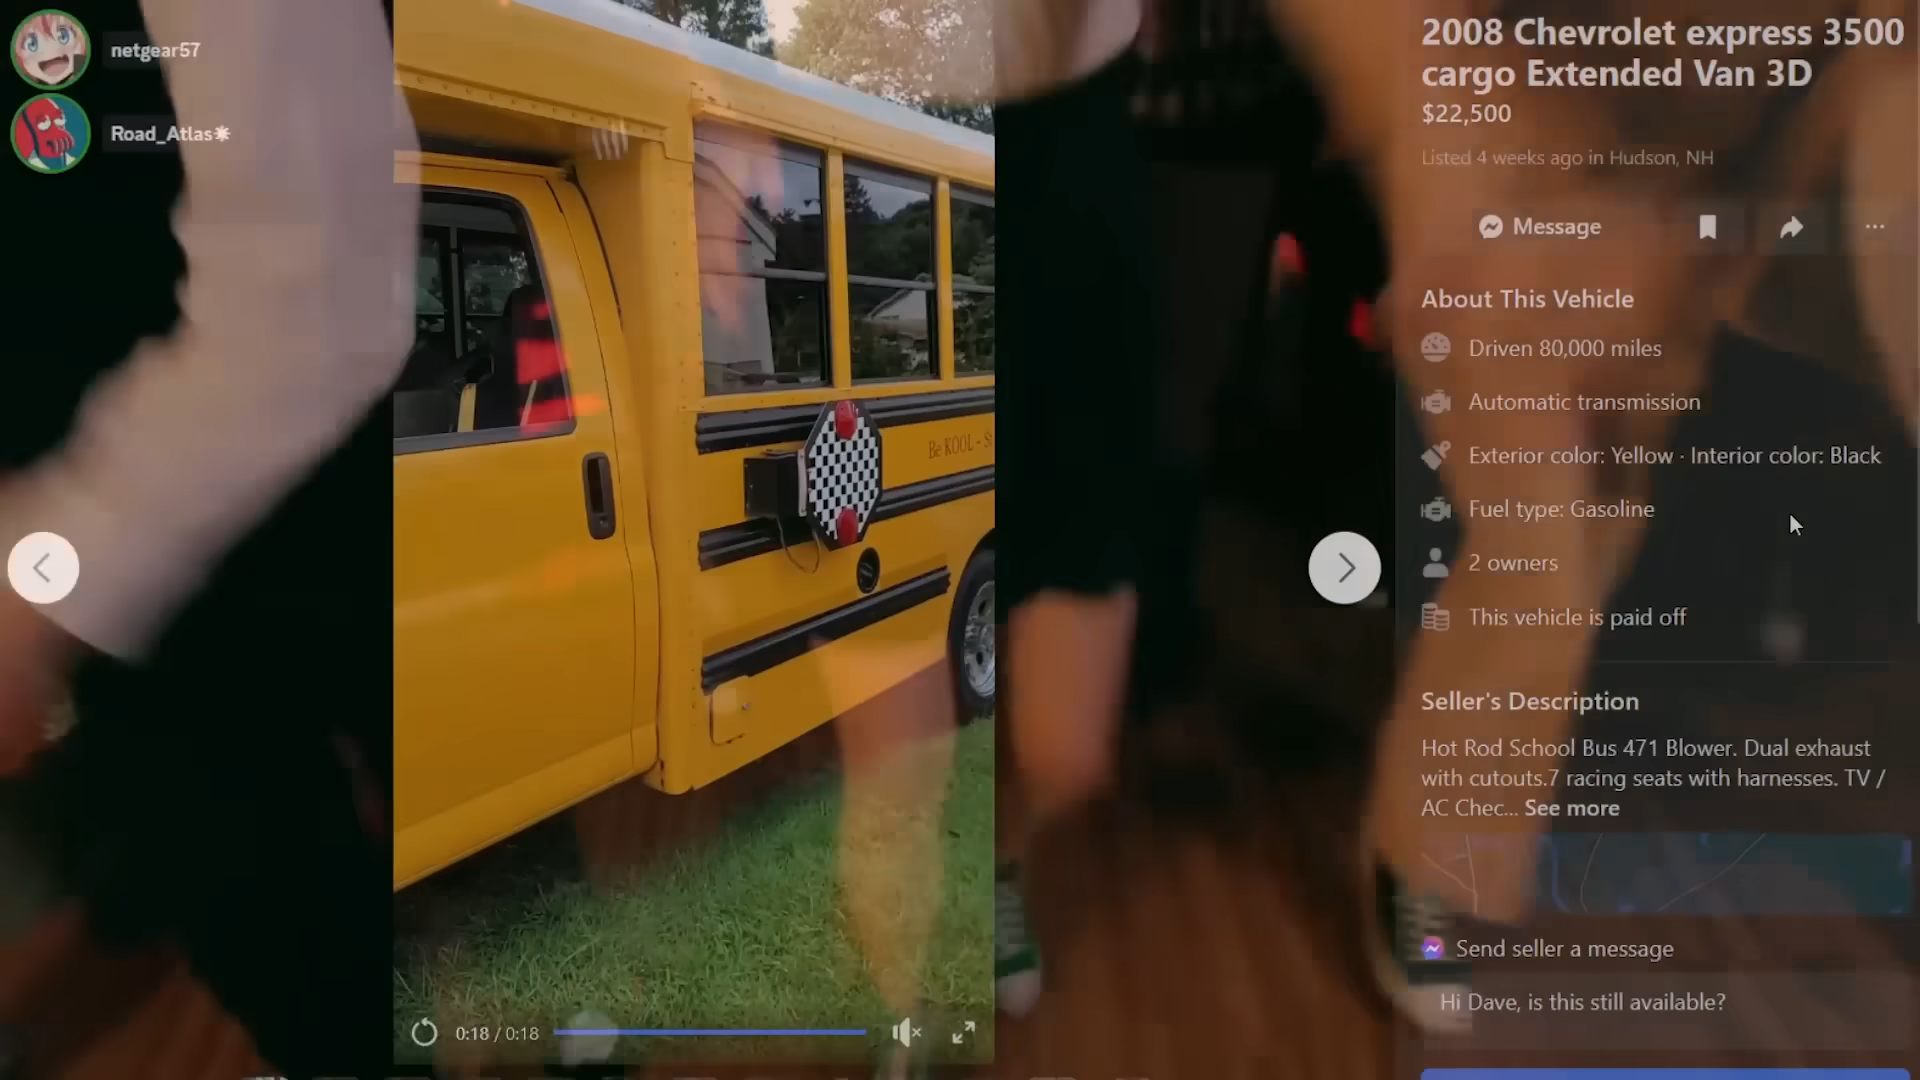 netgear57
Road_Atlas✷
Be KOOL - S
2008 Chevrolet express 3500
cargo Extended Van 3D
$22,500
Listed 4 weeks ago in Hudson, NH
Message
About This Vehicle
Driven 80,000 miles
Automatic transmission
Exterior color: Yellow · Interior color: Black
Fuel type: Gasoline
2 owners
This vehicle is paid off
Seller's Description
Hot Rod School Bus 471 Blower. Dual exhaust
with cutouts.7 racing seats with harnesses. TV /
AC Chec... See more
Send seller a message
Hi Dave, is this still available?
0:18 / 0:18